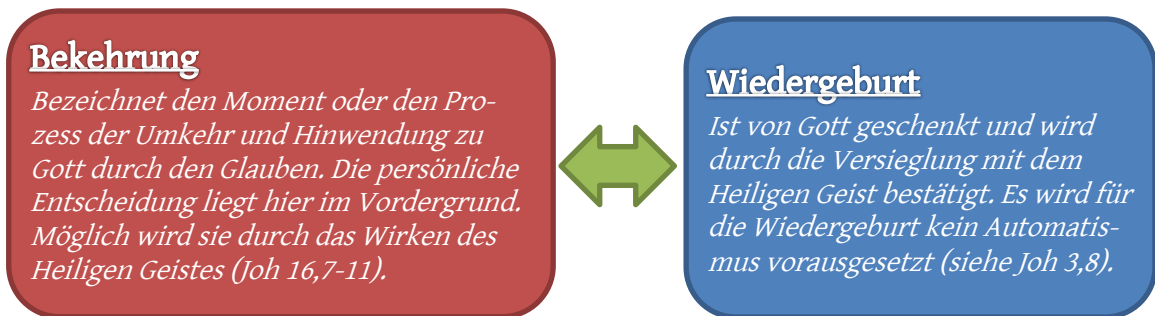 Bekehrung
Bezeichnet den Moment oder den Pro-
zess der Umkehr und Hinwendung zu
Gott durch den Glauben. Die persönliche
Entscheidung liegt hier im Vordergrund.
Möglich wird sie durch das Wirken des
Heiligen Geistes (Joh 16,7-11).
Wiedergeburt
Ist von Gott geschenkt und wird
durch die Versieglung mit dem
Heiligen Geist bestätigt. Es wird für
die Wiedergeburt kein Automatis-
mus vorausgesetzt (siehe Joh 3,8).